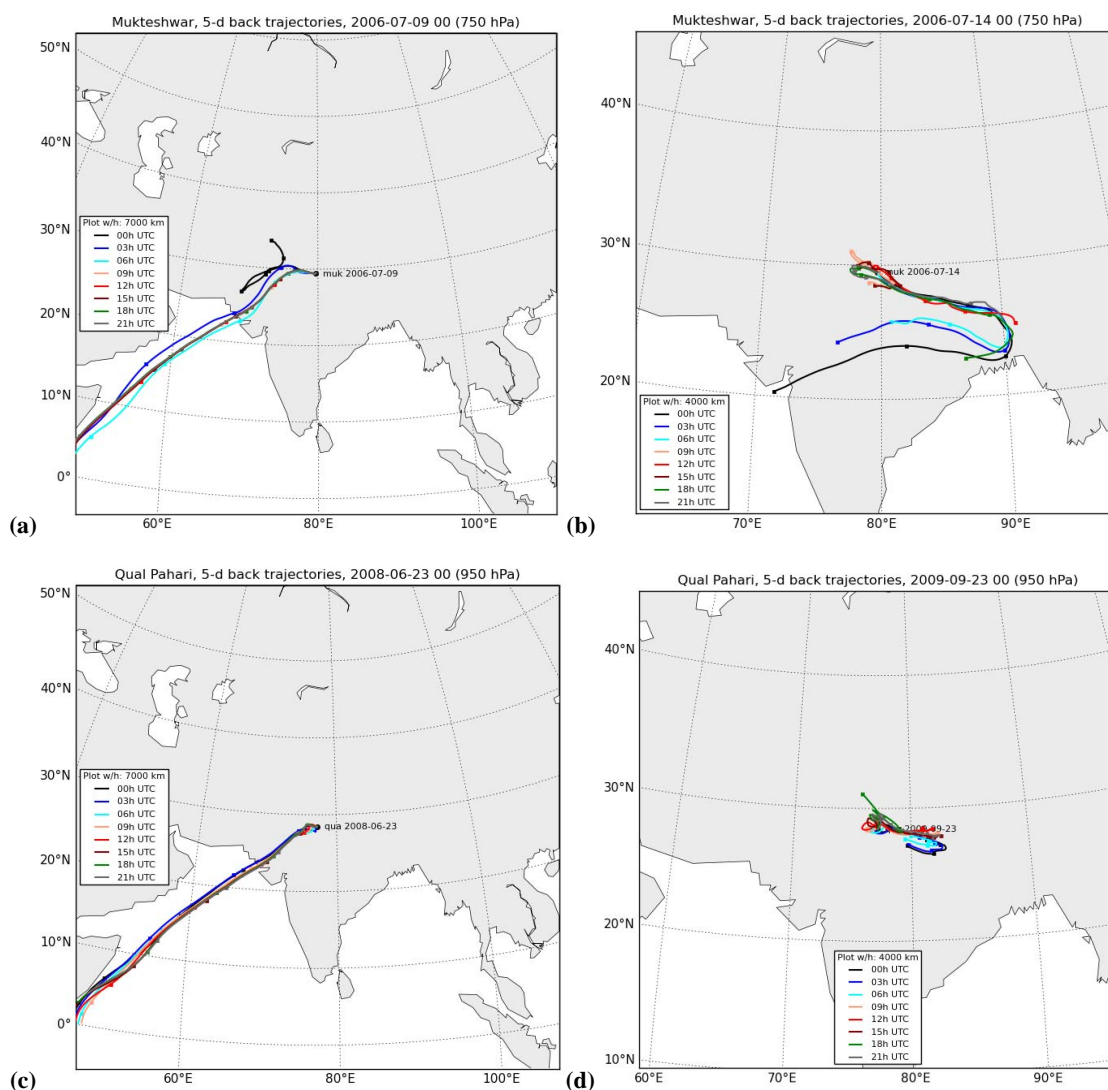 Mukteshwar, 5-d back trajectories, 2006-07-09 00 (750 hPa)
50°N
40°N
30°N
20°N
10°N
0°
60°E
80°E
100°E
Plot w/h: 7000 km
00h UTC
03h UTC
06h UTC
09h UTC
12h UTC
15h UTC
18h UTC
21h UTC
muk 2006-07-09
(a)
Mukteshwar, 5-d back trajectories, 2006-07-14 00 (750 hPa)
40°N
30°N
20°N
70°E
80°E
90°E
muk 2006-07-14
Plot w/h: 4000 km
00h UTC
03h UTC
06h UTC
09h UTC
12h UTC
15h UTC
18h UTC
21h UTC
(b)
Qual Pahari, 5-d back trajectories, 2008-06-23 00 (950 hPa)
50°N
40°N
30°N
20°N
10°N
0°
60°E
80°E
100°E
Plot w/h: 7000 km
00h UTC
03h UTC
06h UTC
09h UTC
12h UTC
15h UTC
18h UTC
21h UTC
qua 2008-06-23
(c)
Qual Pahari, 5-d back trajectories, 2009-09-23 00 (950 hPa)
40°N
30°N
20°N
10°N
60°E
70°E
80°E
90°E
Plot w/h: 4000 km
00h UTC
03h UTC
06h UTC
09h UTC
12h UTC
15h UTC
18h UTC
21h UTC
(d)